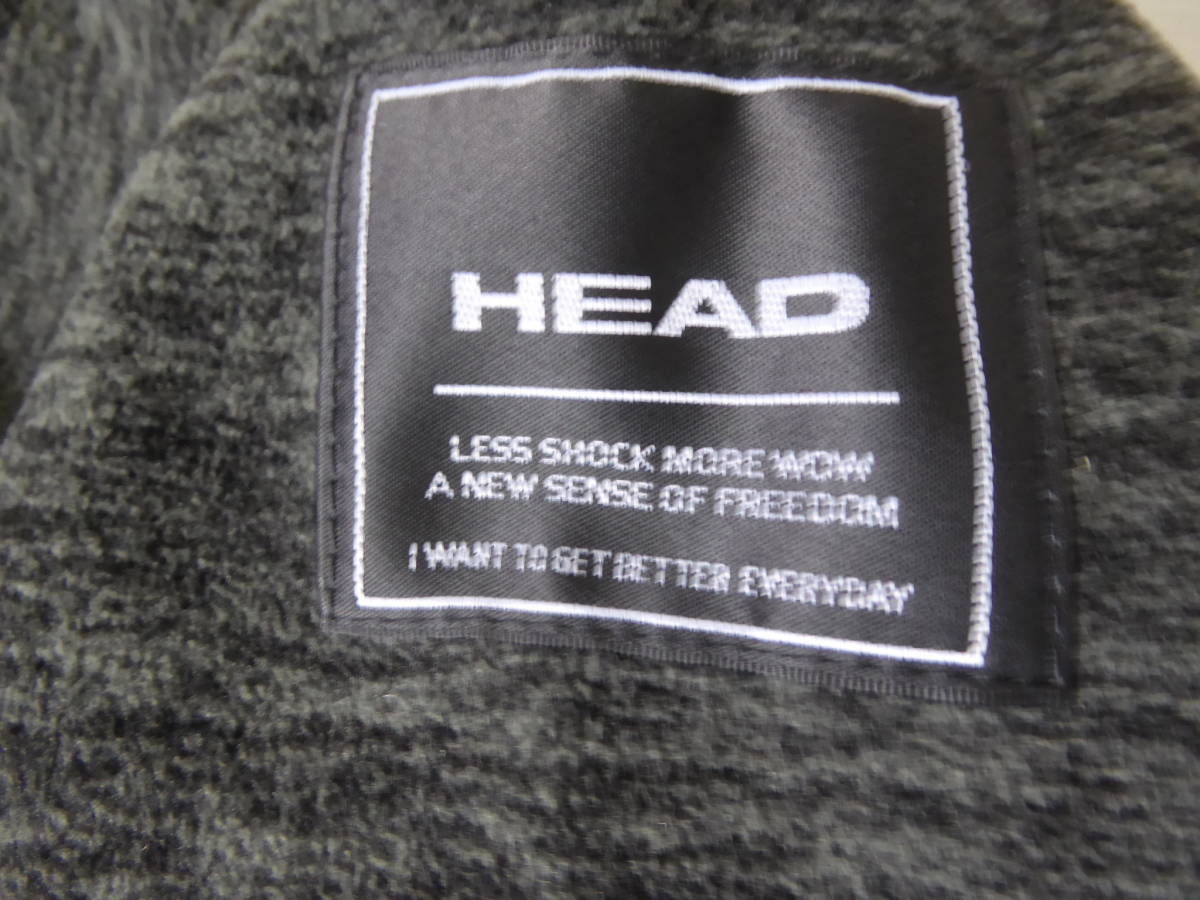 HEAD
LESS SHOCK MORE WOW
A NEW SENSE OF FREEDOM
I WANT TO GET BETTER EVERYDAY